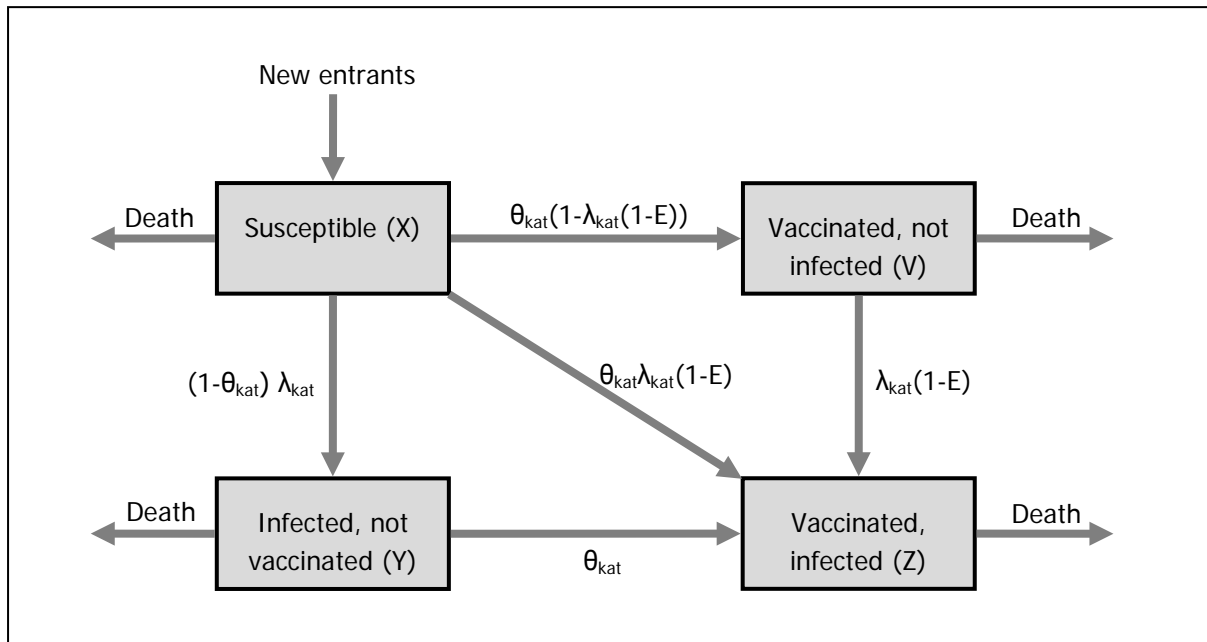 New entrants
Death
Susceptible (X)
θkat(1-λkat(1-E))
Vaccinated, not
infected (V)
Death
(1-θkat) λkat
θkatλkat(1-E)
λkat(1-E)
Death
Infected, not
vaccinated (Y)
θkat
Vaccinated,
infected (Z)
Death